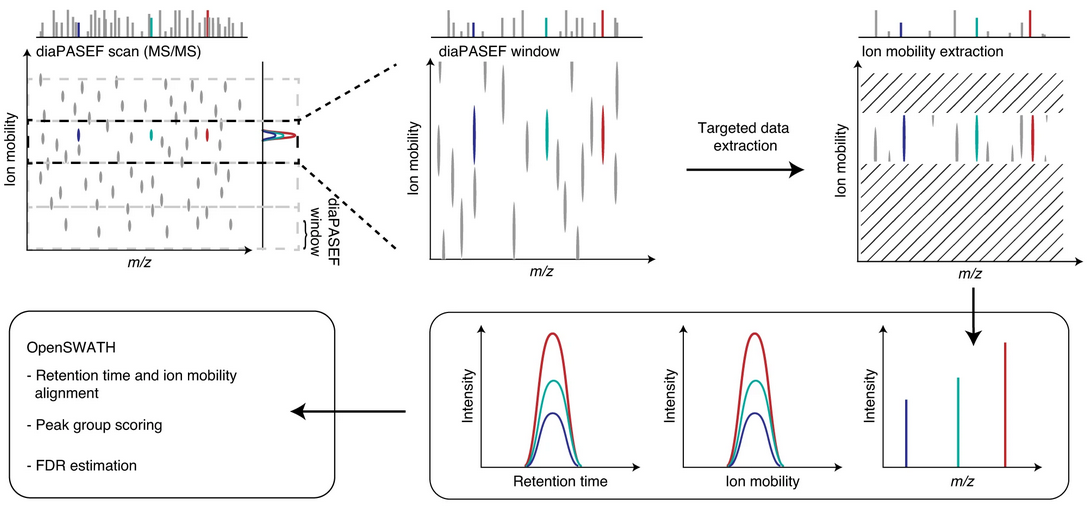 diaPASEF scan (MS/MS)
Ion mobility
m/z
diaPASEF
window
diaPASEF window
Ion mobility
m/z
Targeted data
extraction
Ion mobility extraction
Ion mobility
m/z
OpenSWATH
- Retention time and ion mobility
alignment
- Peak group scoring
- FDR estimation
Intensity
Retention time
Intensity
Ion mobility
Intensity
m/z